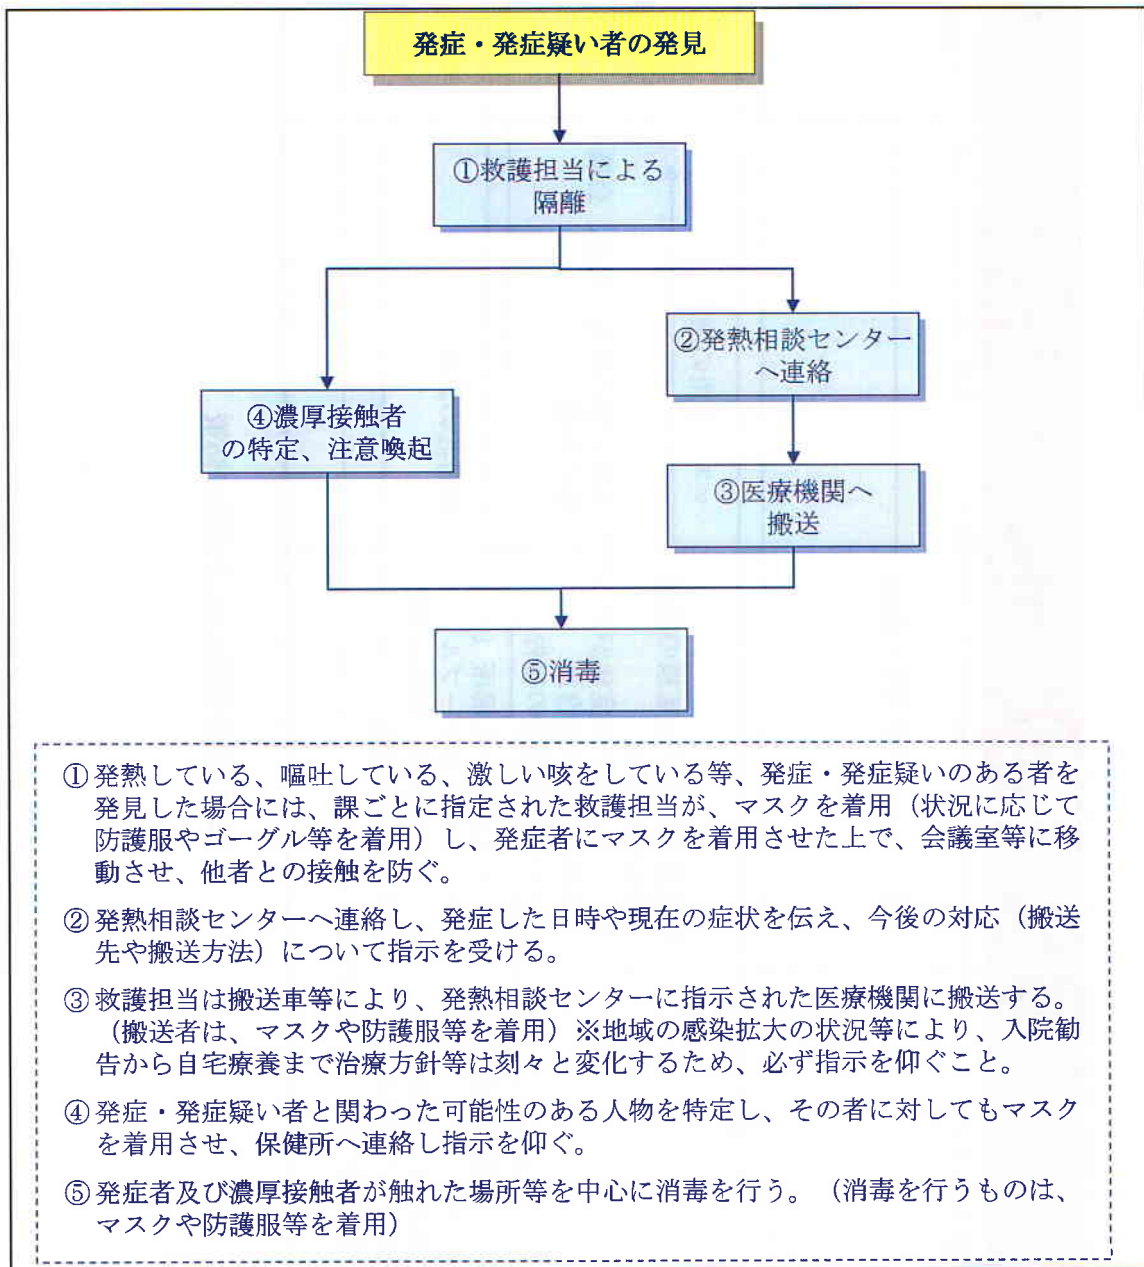 発症・発症疑い者の発見
①救護担当による
隔離
②発熱相談センター
へ連絡
④濃厚接触者
の特定、注意喚起
③医療機関へ
搬送
⑤消毒
①発熱している、嘔吐している、激しい咳をしている等、発症・発症疑いのある者を
発見した場合には、課ごとに指定された救護担当が、マスクを着用（状況に応じて
防護服やゴーグル等を着用）し、発症者にマスクを着用させた上で、会議室等に移
動させ、他者との接触を防ぐ。
②発熱相談センターへ連絡し、発症した日時や現在の症状を伝え、今後の対応（搬送
先や搬送方法）について指示を受ける。
③救護担当は搬送車等により、発熱相談センターに指示された医療機関に搬送する。
（搬送者は、マスクや防護服等を着用）※地域の感染拡大の状況等により、入院勧
告から自宅療養まで治療方針等は刻々と変化するため、必ず指示を仰ぐこと。
④発症・発症疑い者と関わった可能性のある人物を特定し、その者に対してもマスク
を着用させ、保健所へ連絡し指示を仰ぐ。
⑤発症者及び濃厚接触者が触れた場所等を中心に消毒を行う。（消毒を行うものは、
マスクや防護服等を着用）